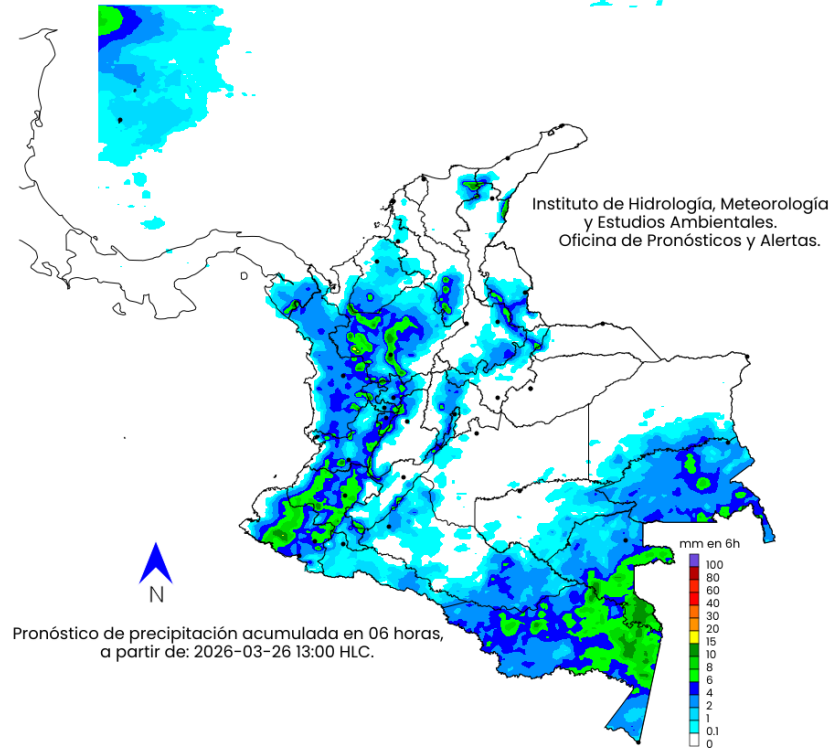 Instituto de Hidrología, Meteorología
y Estudios Ambientales.
Oficina de Pronósticos y Alertas.
mm en 6h
100
80
60
40
30
20
15
10
8
6
4
2
1
0.1
0
N
Pronóstico de precipitación acumulada en 06 horas,
a partir de: 2026-03-26 13:00 HLC.